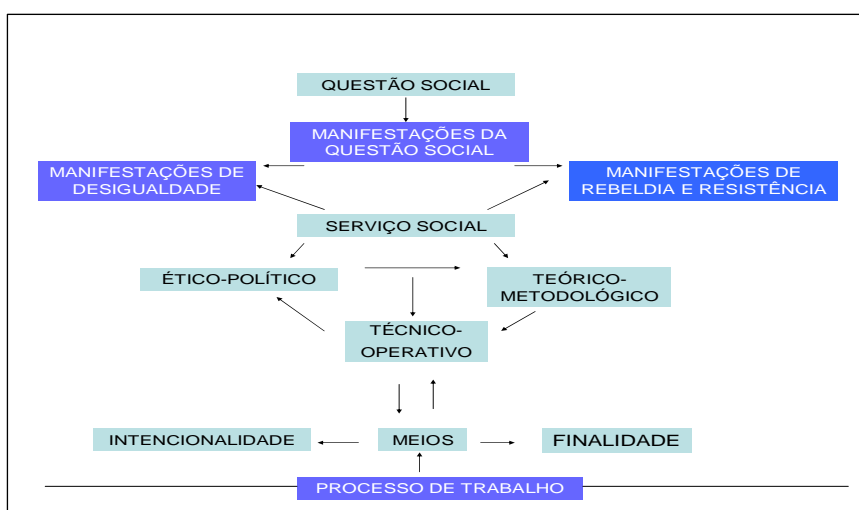 QUESTÃO SOCIAL
MANIFESTAÇÕES DA
QUESTÃO SOCIAL
MANIFESTAÇÕES DE
DESIGUALDADE
MANIFESTAÇÕES DE
REBELDIA E RESISTÊNCIA
SERVIÇO SOCIAL
ÉTICO-POLÍTICO
TEÓRICO-
METODOLÓGICO
TÉCNICO-
OPERATIVO
INTENCIONALIDADE
MEIOS
FINALIDADE
PROCESSO DE TRABALHO